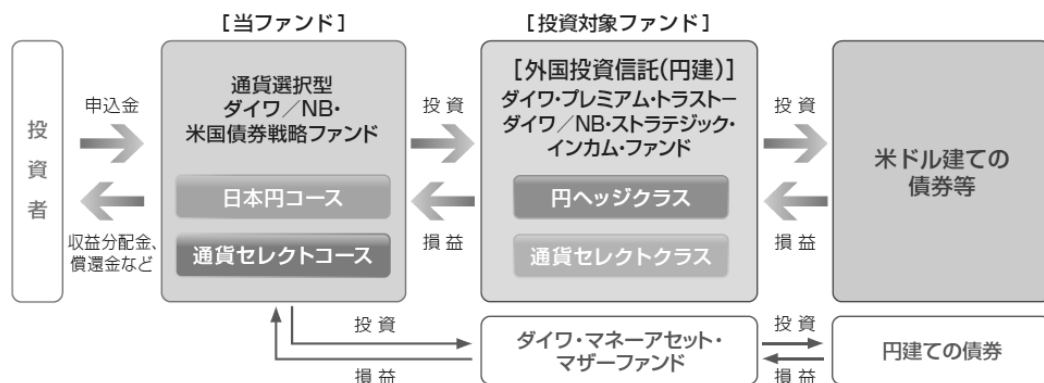 ［当ファンド］
［投資対象ファンド］
投資者
申込金
収益分配金、
償還金など
通貨選択型
ダイワ／NB・
米国債券戦略ファンド
日本円コース
通貨セレクトコース
投資
損益
［外国投資信託(円建)］
ダイワ・プレミアム・トラスト－
ダイワ／NB・ストラテジック・
インカム・ファンド
円ヘッジクラス
通貨セレクトクラス
投資
損益
米ドル建ての
債券等
投資
損益
ダイワ・マネーアセット・
マザーファンド
投資
損益
円建ての債券